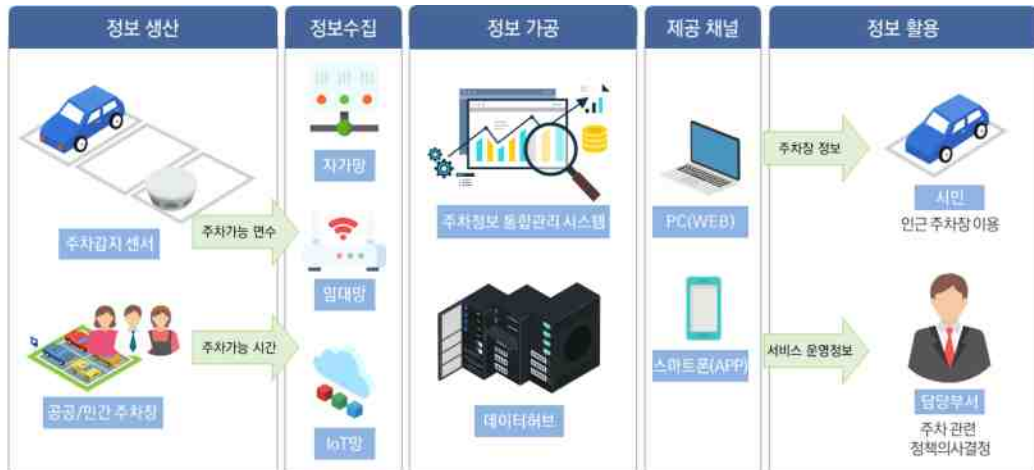 정보 생산
정보수집
정보 가공
제공 채널
정보 활용
주차감지 센서
주차가능 면수
공공/민간 주차장
주차가능 시간
자가망
임대망
IoT망
주차정보 통합관리 시스템
데이터허브
PC(WEB)
스마트폰(APP)
주차장 정보
서비스 운영정보
시민
인근 주차장 이용
담당부서
주차 관련
정책의사결정